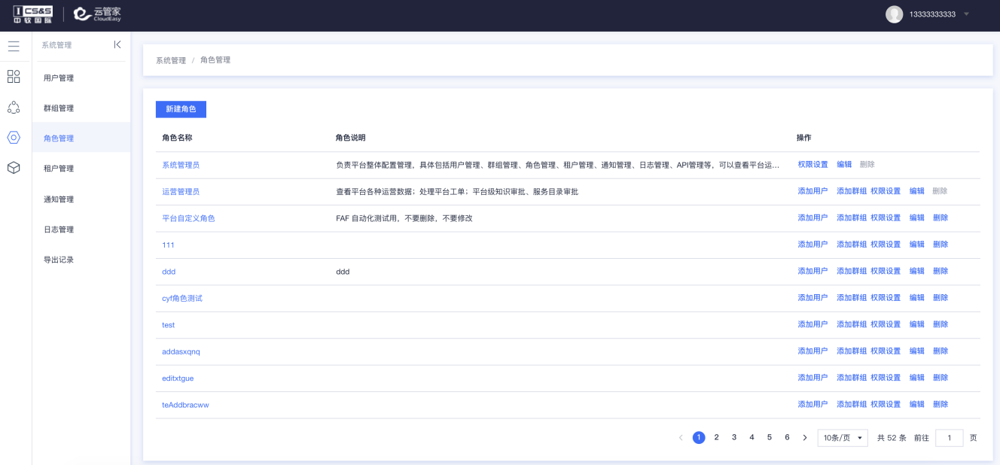 CS&S 中软国际 云管家 CloudEasy 13333333333
系统管理
用户管理
群组管理
角色管理
租户管理
通知管理
日志管理
导出记录
系统管理 / 角色管理
新建角色
角色名称 角色说明 操作
系统管理员 负责平台整体配置管理，具体包括用户管理、群组管理、角色管理、租户管理、通知管理、日志管理、API管理等，可以查看平台运... 权限设置 编辑 删除
运营管理员 查看平台各种运营数据；处理平台工单；平台级知识审批、服务目录审批 添加用户 添加群组 权限设置 编辑 删除
平台自定义角色 FAF 自动化测试用，不要删除，不要修改 添加用户 添加群组 权限设置 编辑 删除
111 添加用户 添加群组 权限设置 编辑 删除
ddd ddd 添加用户 添加群组 权限设置 编辑 删除
cyf角色测试 添加用户 添加群组 权限设置 编辑 删除
test 添加用户 添加群组 权限设置 编辑 删除
addasxqnq 添加用户 添加群组 权限设置 编辑 删除
editxtgue 添加用户 添加群组 权限设置 编辑 删除
teAddbracww 添加用户 添加群组 权限设置 编辑 删除
1 2 3 4 5 6 10条/页 共 52 条 前往 1 页